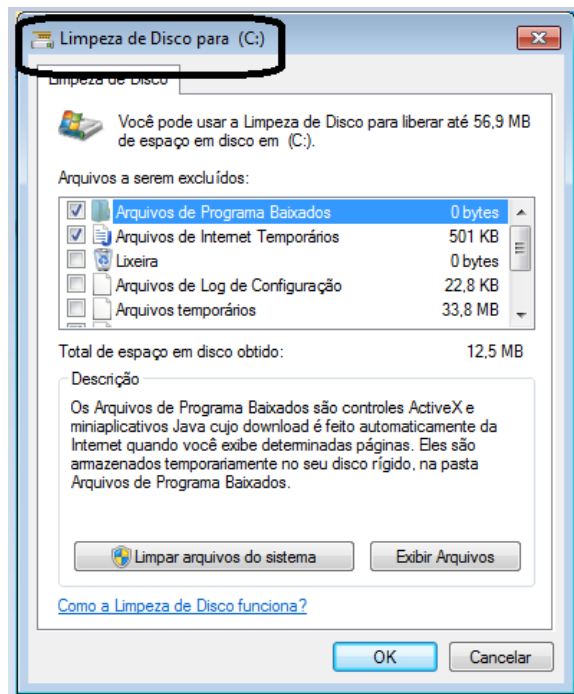 Limpeza de Disco para (C:)
Limpeza de Disco
Você pode usar a Limpeza de Disco para liberar até 56,9 MB
de espaço em disco em (C:).
Arquivos a serem excluídos:
Arquivos de Programa Baixados 0 bytes
Arquivos de Internet Temporários 501 KB
Lixeira 0 bytes
Arquivos de Log de Configuração 22,8 KB
Arquivos temporários 33,8 MB
Total de espaço em disco obtido: 12,5 MB
Descrição
Os Arquivos de Programa Baixados são controles ActiveX e
miniaplicativos Java cujo download é feito automaticamente da
Internet quando você exibe determinadas páginas. Eles são
armazenados temporariamente no seu disco rígido, na pasta
Arquivos de Programa Baixados.
Limpar arquivos do sistema Exibir Arquivos
Como a Limpeza de Disco funciona?
OK Cancelar